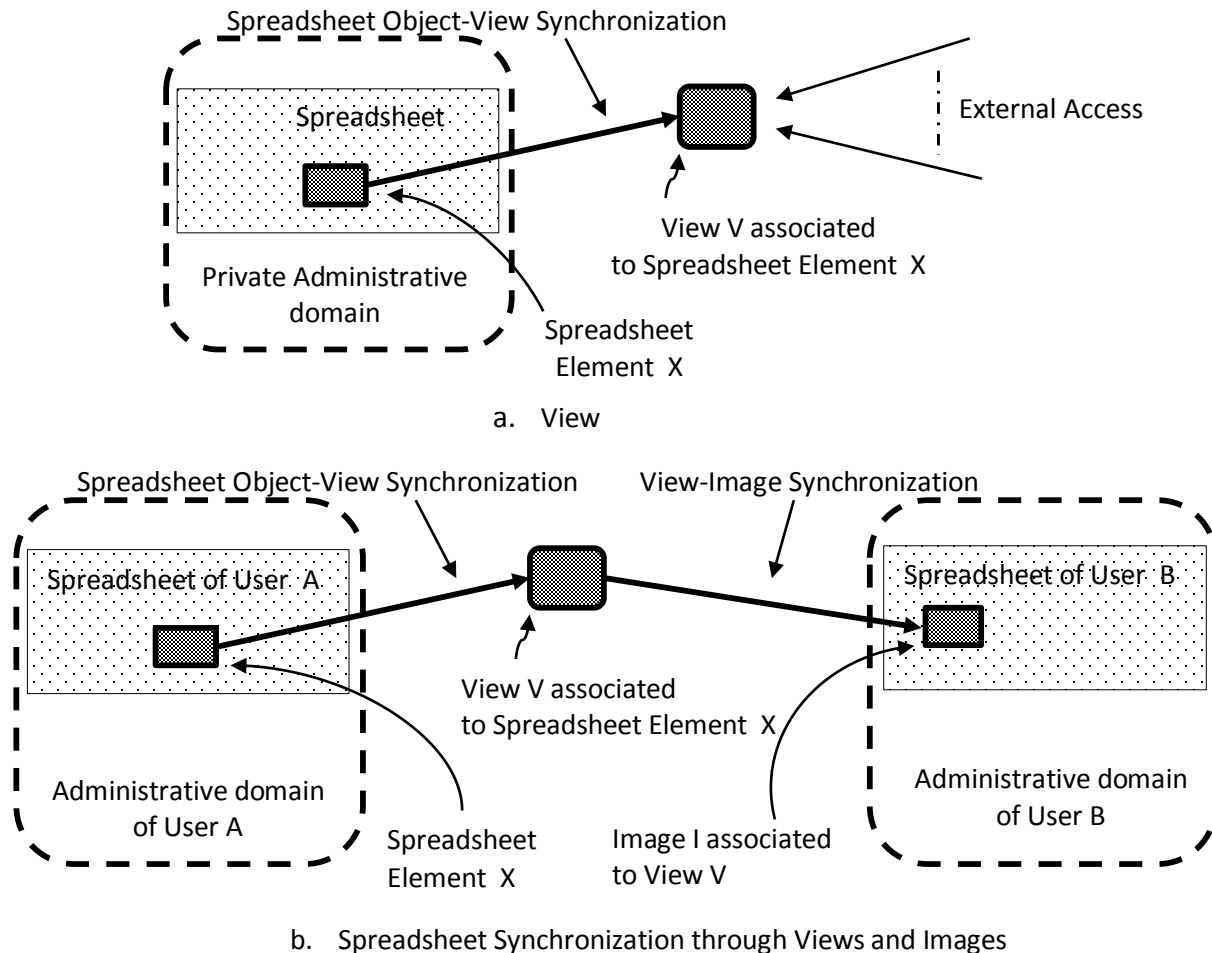 Spreadsheet Object-View Synchronization
Spreadsheet
External Access
View V associated
to Spreadsheet Element X
Private Administrative
domain
Spreadsheet
Element X
a. View
Spreadsheet Object-View Synchronization
View-Image Synchronization
Spreadsheet of User A
Spreadsheet of User B
View V associated
to Spreadsheet Element X
Administrative domain
of User A
Administrative domain
of User B
Spreadsheet
Element X
Image I associated
to View V
b. Spreadsheet Synchronization through Views and Images